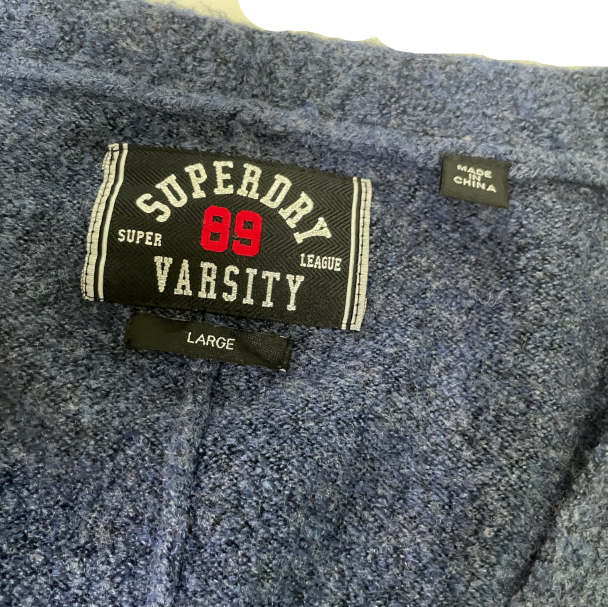 SUPERDRY
89
SUPER LEAGUE
VARSITY
LARGE
MADE
IN
CHINA